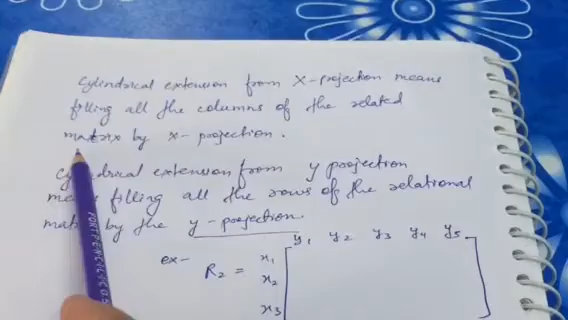 Cylindrical extension from X-projection means
filling all the columns of the related
matrix by x-projection.
Cylindrical extension from y projection
means filling all the rows of the relational
matrix by the y-projection.
y1 y2 y3 y4 y5
ex- R2 = x1
x2
x3